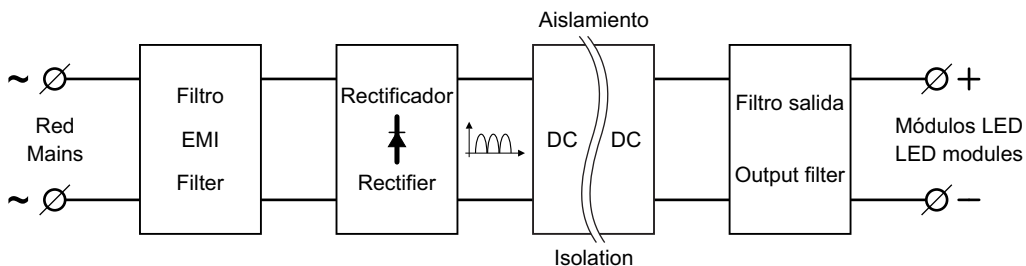 Aislamiento
~
Red
Mains
~
Filtro
EMI
Filter
Rectificador
Rectifier
DC
DC
Filtro salida
Output filter
+
Módulos LED
LED modules
−
Isolation